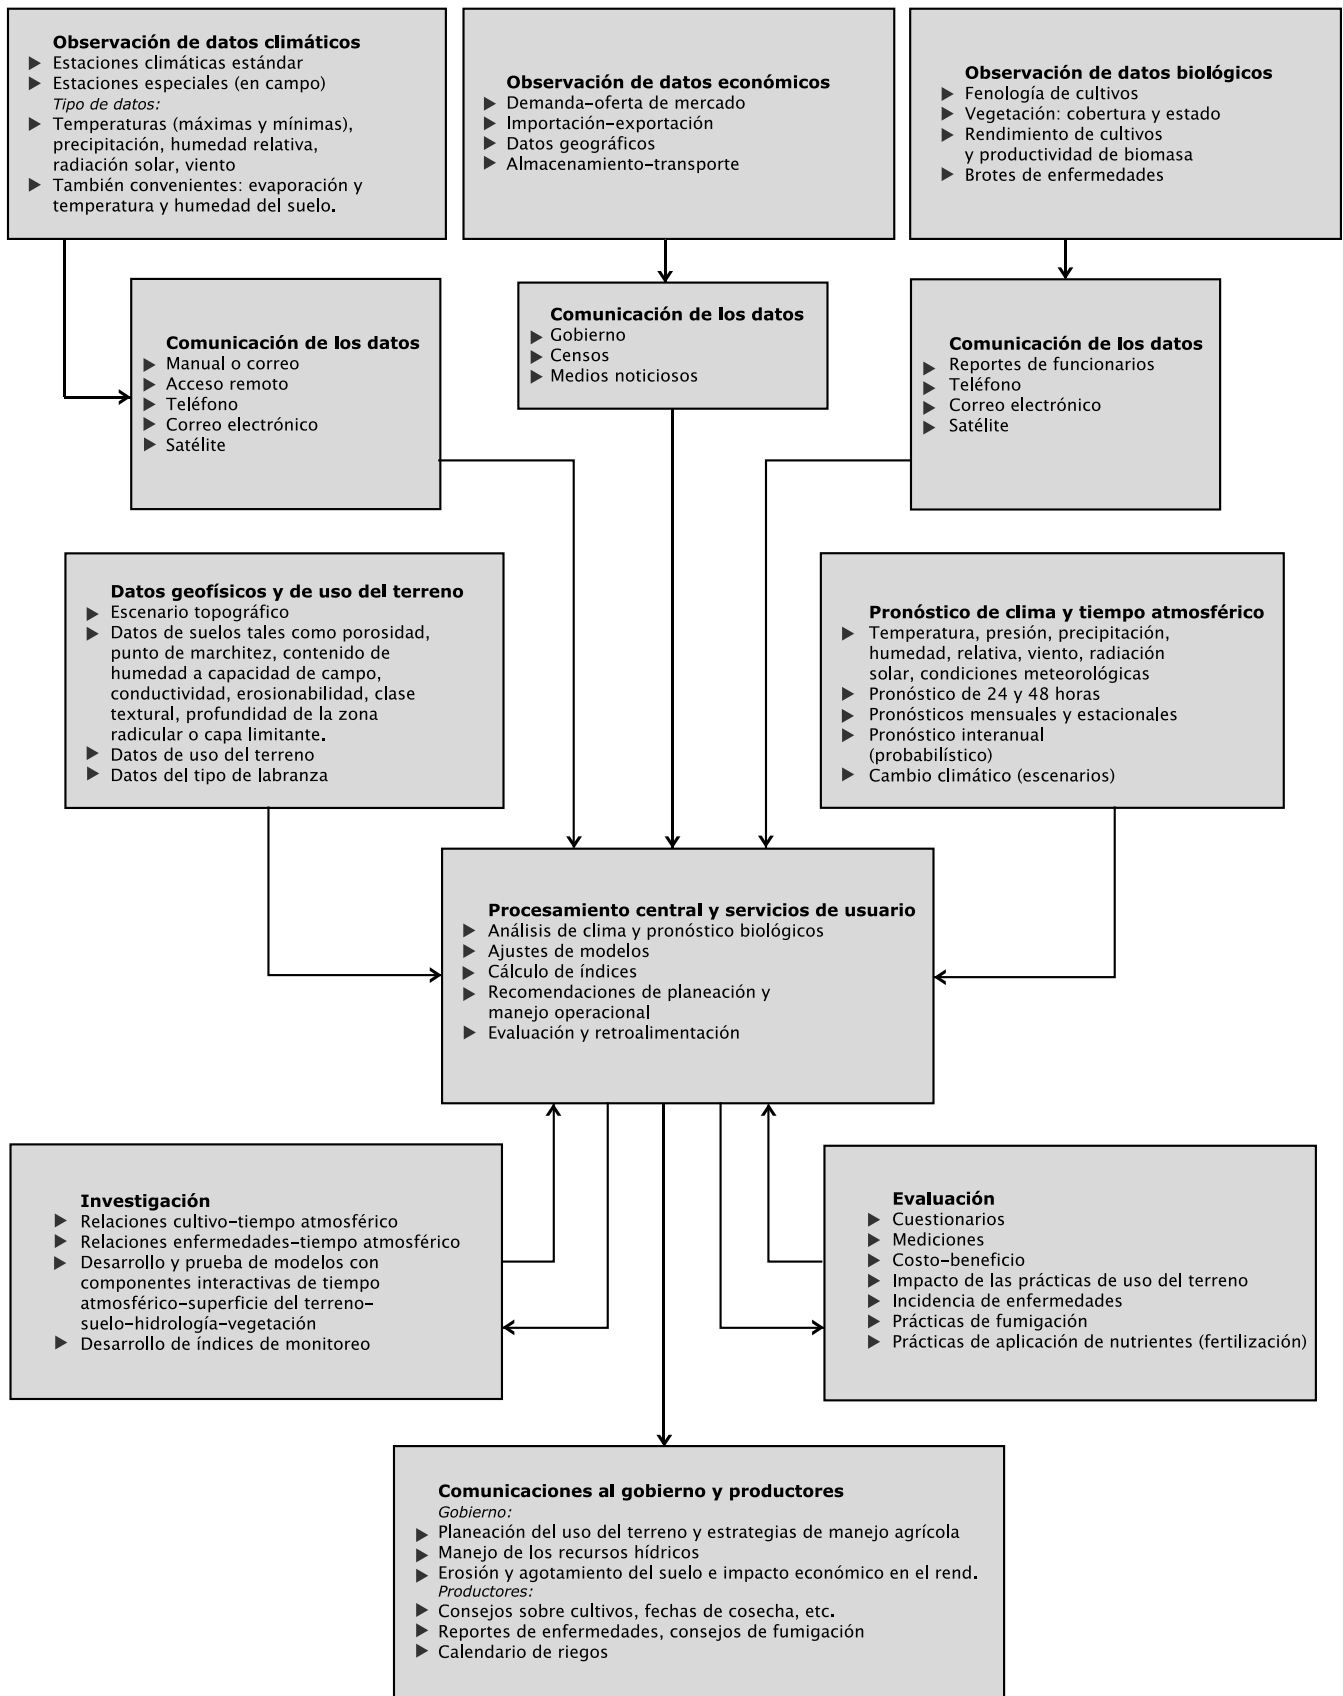 Observación de datos climáticos
▶ Estaciones climáticas estándar
▶ Estaciones especiales (en campo)
Tipo de datos:
▶ Temperaturas (máximas y mínimas),
precipitación, humedad relativa,
radiación solar, viento
▶ También convenientes: evaporación y
temperatura y humedad del suelo.
Observación de datos económicos
▶ Demanda–oferta de mercado
▶ Importación–exportación
▶ Datos geográficos
▶ Almacenamiento–transporte
Observación de datos biológicos
▶ Fenología de cultivos
▶ Vegetación: cobertura y estado
▶ Rendimiento de cultivos
y productividad de biomasa
▶ Brotes de enfermedades
Comunicación de los datos
▶ Manual o correo
▶ Acceso remoto
▶ Teléfono
▶ Correo electrónico
▶ Satélite
Comunicación de los datos
▶ Gobierno
▶ Censos
▶ Medios noticiosos
Comunicación de los datos
▶ Reportes de funcionarios
▶ Teléfono
▶ Correo electrónico
▶ Satélite
Datos geofísicos y de uso del terreno
▶ Escenario topográfico
▶ Datos de suelos tales como porosidad,
punto de marchitez, contenido de
humedad a capacidad de campo,
conductividad, erosionabilidad, clase
textural, profundidad de la zona
radicular o capa limitante.
▶ Datos de uso del terreno
▶ Datos del tipo de labranza
Pronóstico de clima y tiempo atmosférico
▶ Temperatura, presión, precipitación,
humedad, relativa, viento, radiación
solar, condiciones meteorológicas
▶ Pronóstico de 24 y 48 horas
▶ Pronósticos mensuales y estacionales
▶ Pronóstico interanual
(probabilístico)
▶ Cambio climático (escenarios)
Procesamiento central y servicios de usuario
▶ Análisis de clima y pronóstico biológicos
▶ Ajustes de modelos
▶ Cálculo de índices
▶ Recomendaciones de planeación y
manejo operacional
▶ Evaluación y retroalimentación
Investigación
▶ Relaciones cultivo–tiempo atmosférico
▶ Relaciones enfermedades–tiempo atmosférico
▶ Desarrollo y prueba de modelos con
componentes interactivas de tiempo
atmosférico–superficie del terreno–
suelo–hidrología–vegetación
▶ Desarrollo de índices de monitoreo
Evaluación
▶ Cuestionarios
▶ Mediciones
▶ Costo–beneficio
▶ Impacto de las prácticas de uso del terreno
▶ Incidencia de enfermedades
▶ Prácticas de fumigación
▶ Prácticas de aplicación de nutrientes (fertilización)
Comunicaciones al gobierno y productores
Gobierno:
▶ Planeación del uso del terreno y estrategias de manejo agrícola
▶ Manejo de los recursos hídricos
▶ Erosión y agotamiento del suelo e impacto económico en el rend.
Productores:
▶ Consejos sobre cultivos, fechas de cosecha, etc.
▶ Reportes de enfermedades, consejos de fumigación
▶ Calendario de riegos